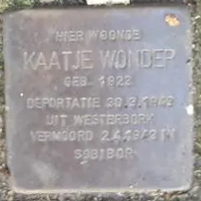 HIER WOONDE
KAATJE WONDER
GEB. 1922
DEPORTATIE 30.3.1943
UIT WESTERBORK
VERMOORD 2.4.1943 IN
SOBIBOR